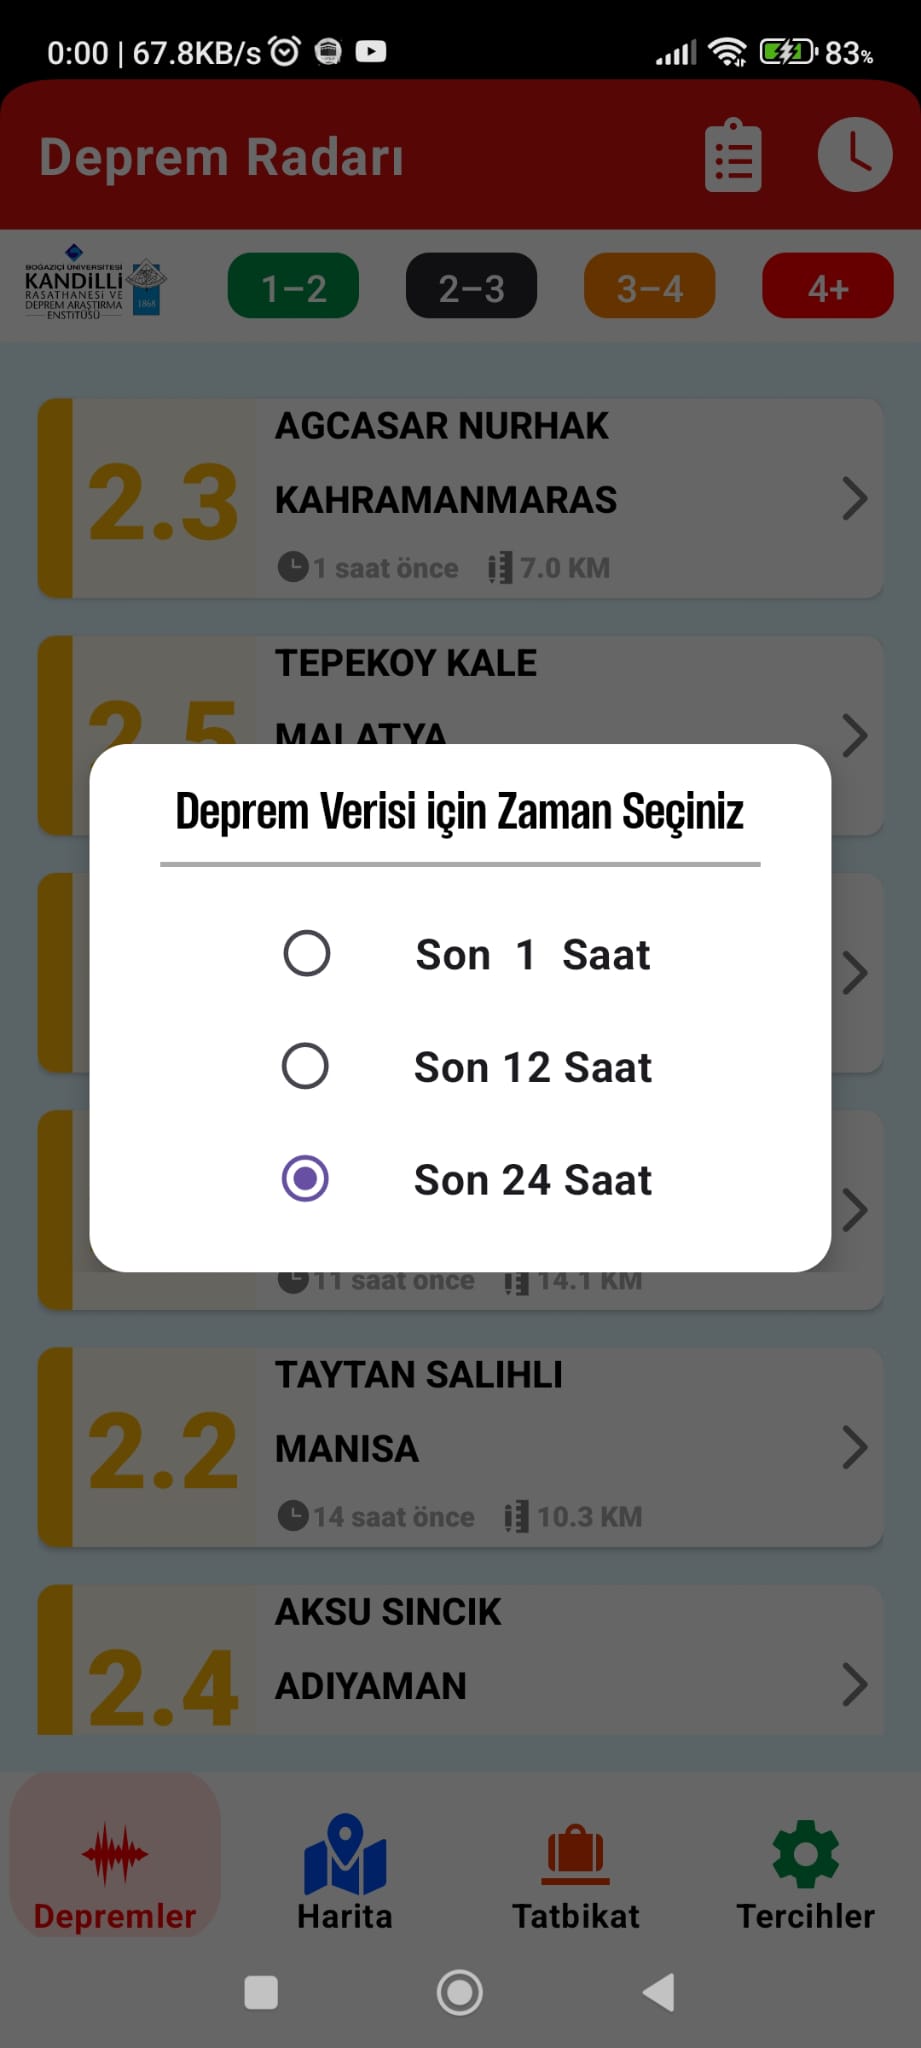 0:00 | 67.8KB/s
83%
Deprem Radarı
BOĞAZİÇİ ÜNİVERSİTESİ
KANDİLLİ
RASATHANESİ VE
DEPREM ARAŞTIRMA
ENSTİTÜSÜ
1868
1-2
2-3
3-4
4+
2.3
AGCASAR NURHAK
KAHRAMANMARAS
1 saat önce
7.0 KM
2.5
TEPEKOY KALE
MALATYA
Deprem Verisi için Zaman Seçiniz
Son 1 Saat
Son 12 Saat
Son 24 Saat
11 saat önce
14.1 KM
2.2
TAYTAN SALIHLI
MANISA
14 saat önce
10.3 KM
2.4
AKSU SINCIK
ADIYAMAN
Depremler
Harita
Tatbikat
Tercihler